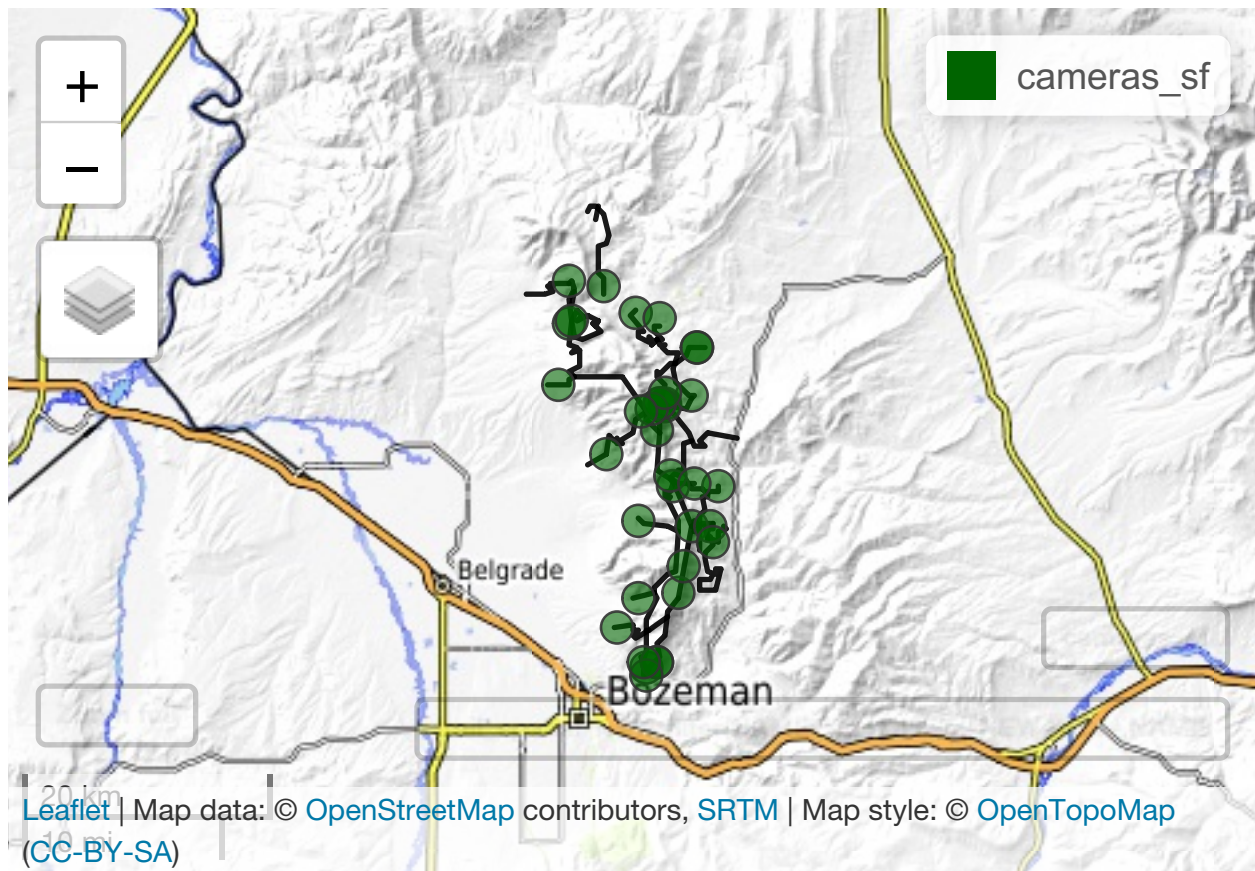 +
cameras_sf
−
Belgrade
Bozeman
20 km
Leaflet | Map data: © OpenStreetMap contributors, SRTM | Map style: © OpenTopoMap
10 mi
(CC-BY-SA)